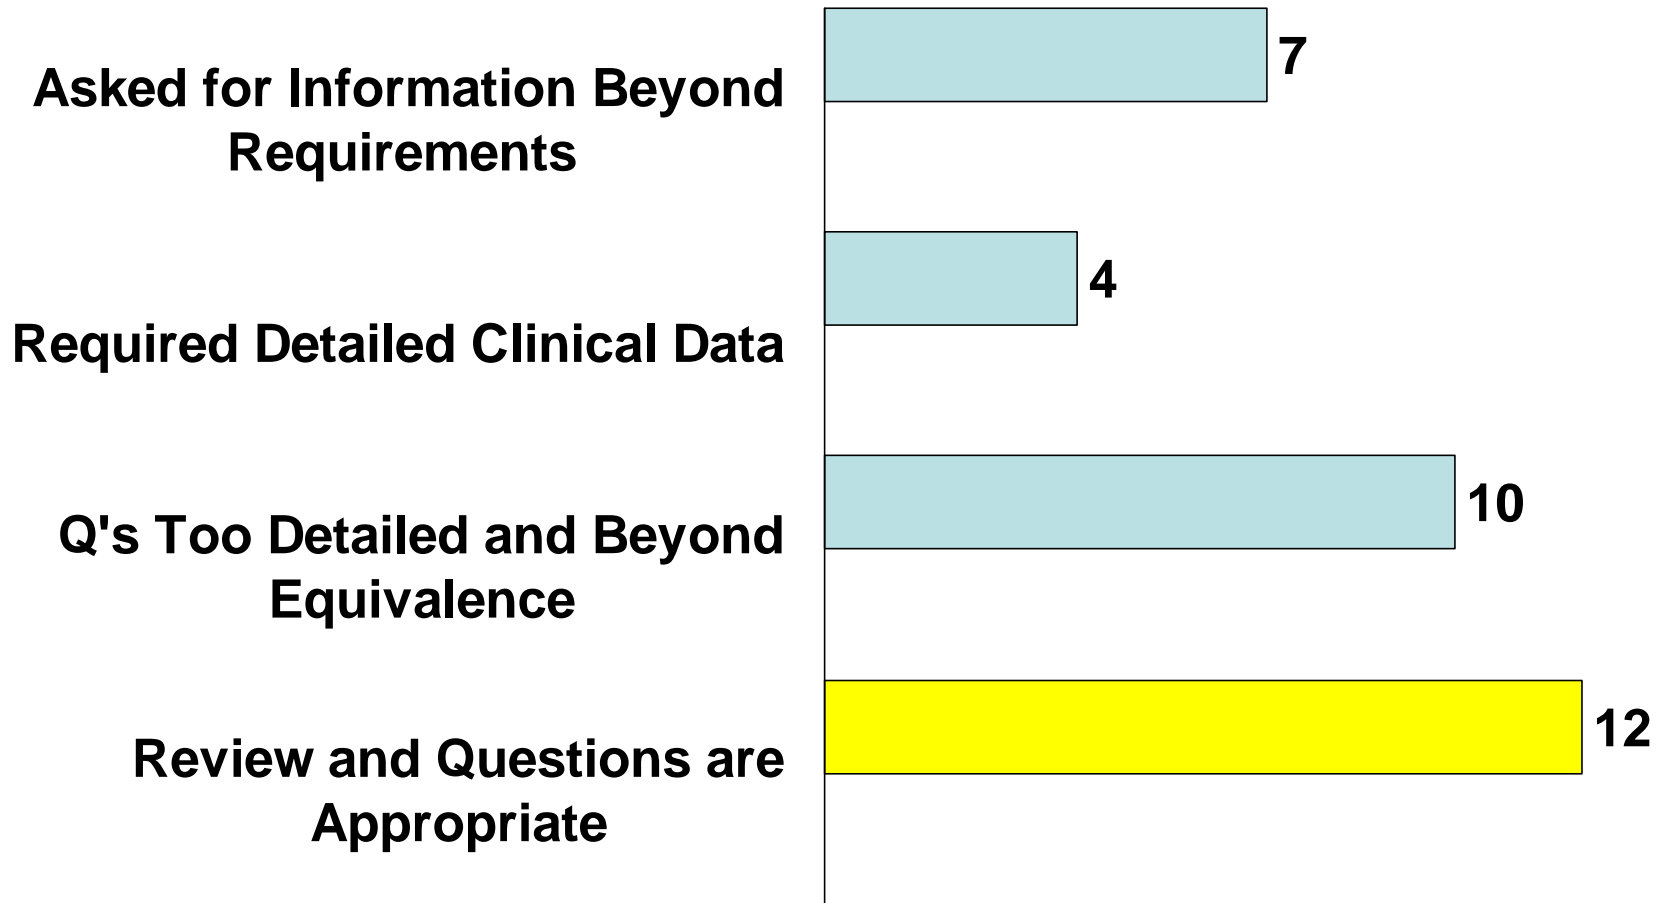 7
Asked for Information Beyond
Requirements
4
Required Detailed Clinical Data
10
Q's Too Detailed and Beyond
Equivalence
12
Review and Questions are
Appropriate